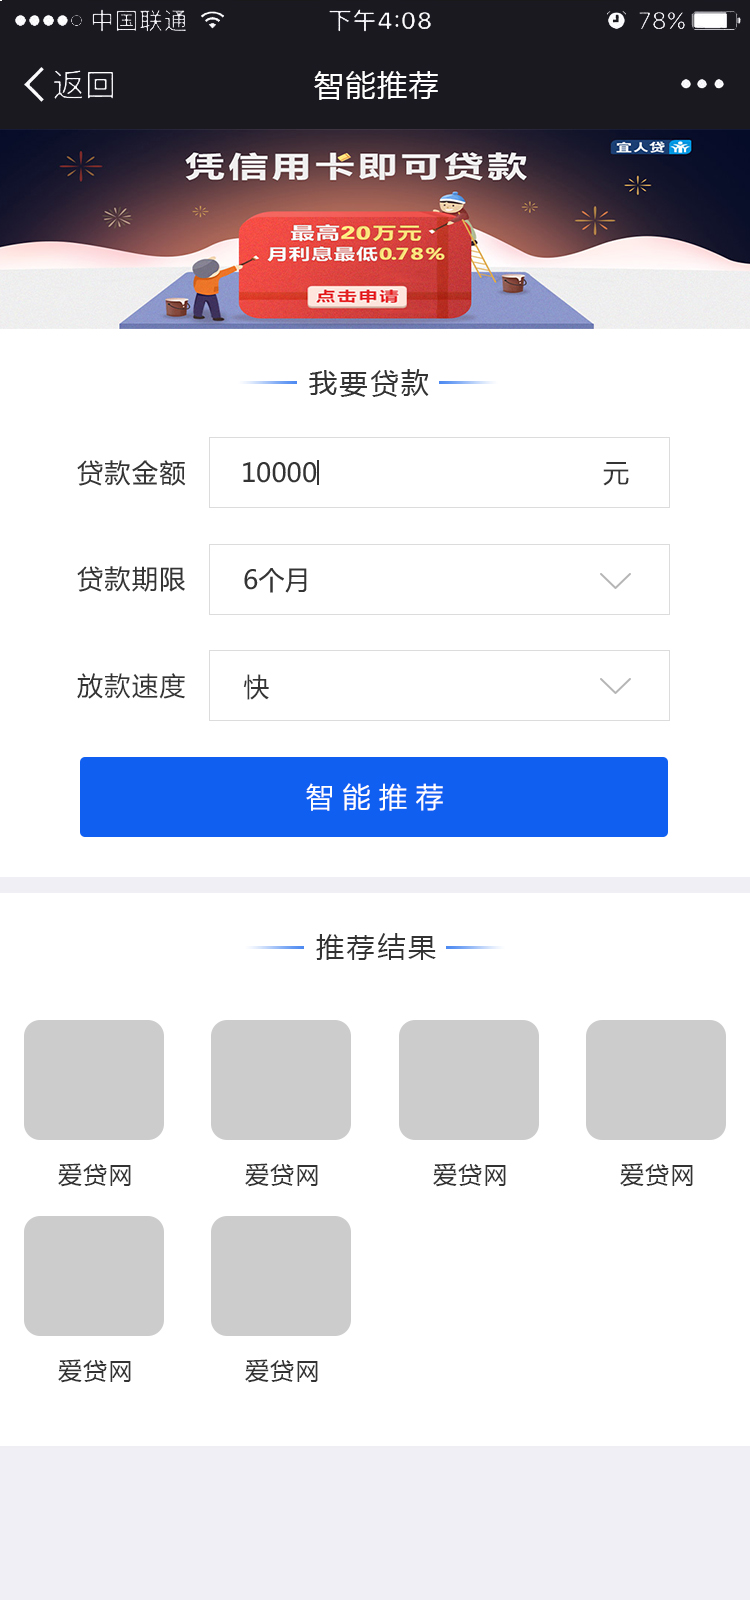 中国联通 下午4:08 78%
返回 智能推荐
宜人贷
凭信用卡即可贷款
最高20万元
月利息最低0.78%
点击申请
我要贷款
贷款金额 10000 元
贷款期限 6个月
放款速度 快
智能推荐
推荐结果
爱贷网 爱贷网 爱贷网 爱贷网
爱贷网 爱贷网